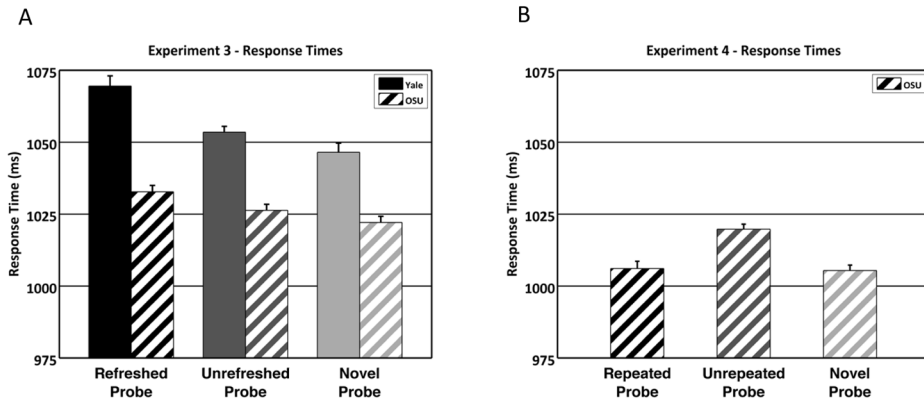 A
Experiment 3 - Response Times
Response Time (ms)
1075
1050
1025
1000
975
Yale
OSU
Refreshed
Probe
Unrefreshed
Probe
Novel
Probe
B
Experiment 4 - Response Times
Response Time (ms)
1075
1050
1025
1000
975
OSU
Repeated
Probe
Unrepeated
Probe
Novel
Probe